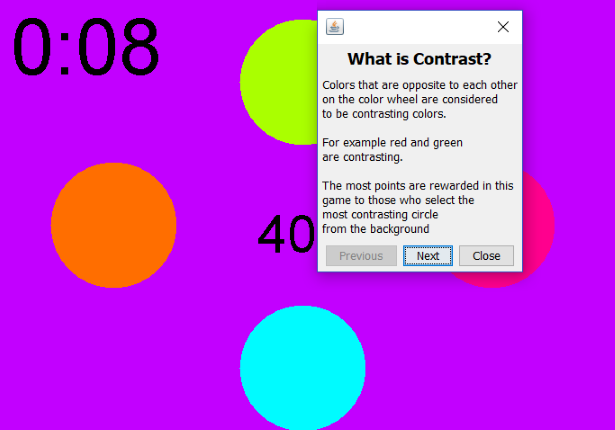 0:08
What is Contrast?
Colors that are opposite to each other
on the color wheel are considered
to be contrasting colors.
For example red and green
are contrasting.
The most points are rewarded in this
game to those who select the
most contrasting circle
from the background
40
Previous Next Close